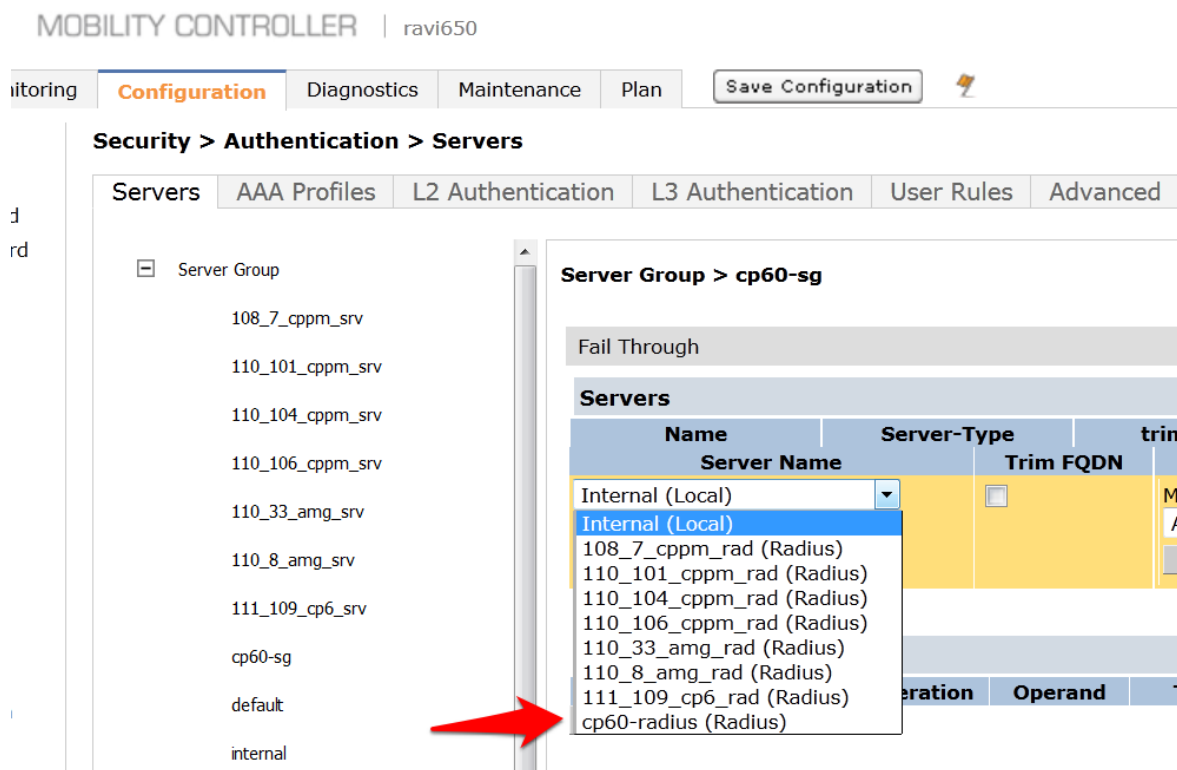 MOBILITY CONTROLLER | ravi650
nitoring Configuration Diagnostics Maintenance Plan Save Configuration
Security > Authentication > Servers
Servers AAA Profiles L2 Authentication L3 Authentication User Rules Advanced
d
rd
Server Group
108_7_cppm_srv
110_101_cppm_srv
110_104_cppm_srv
110_106_cppm_srv
110_33_amg_srv
110_8_amg_srv
111_109_cp6_srv
cp60-sg
default
internal
Server Group > cp60-sg
Fail Through
Servers
Name Server-Type trim
Server Name Trim FQDN
Internal (Local)
Internal (Local)
108_7_cppm_rad (Radius)
110_101_cppm_rad (Radius)
110_104_cppm_rad (Radius)
110_106_cppm_rad (Radius)
110_33_amg_rad (Radius)
110_8_amg_rad (Radius)
111_109_cp6_rad (Radius)
cp60-radius (Radius)
eration Operand